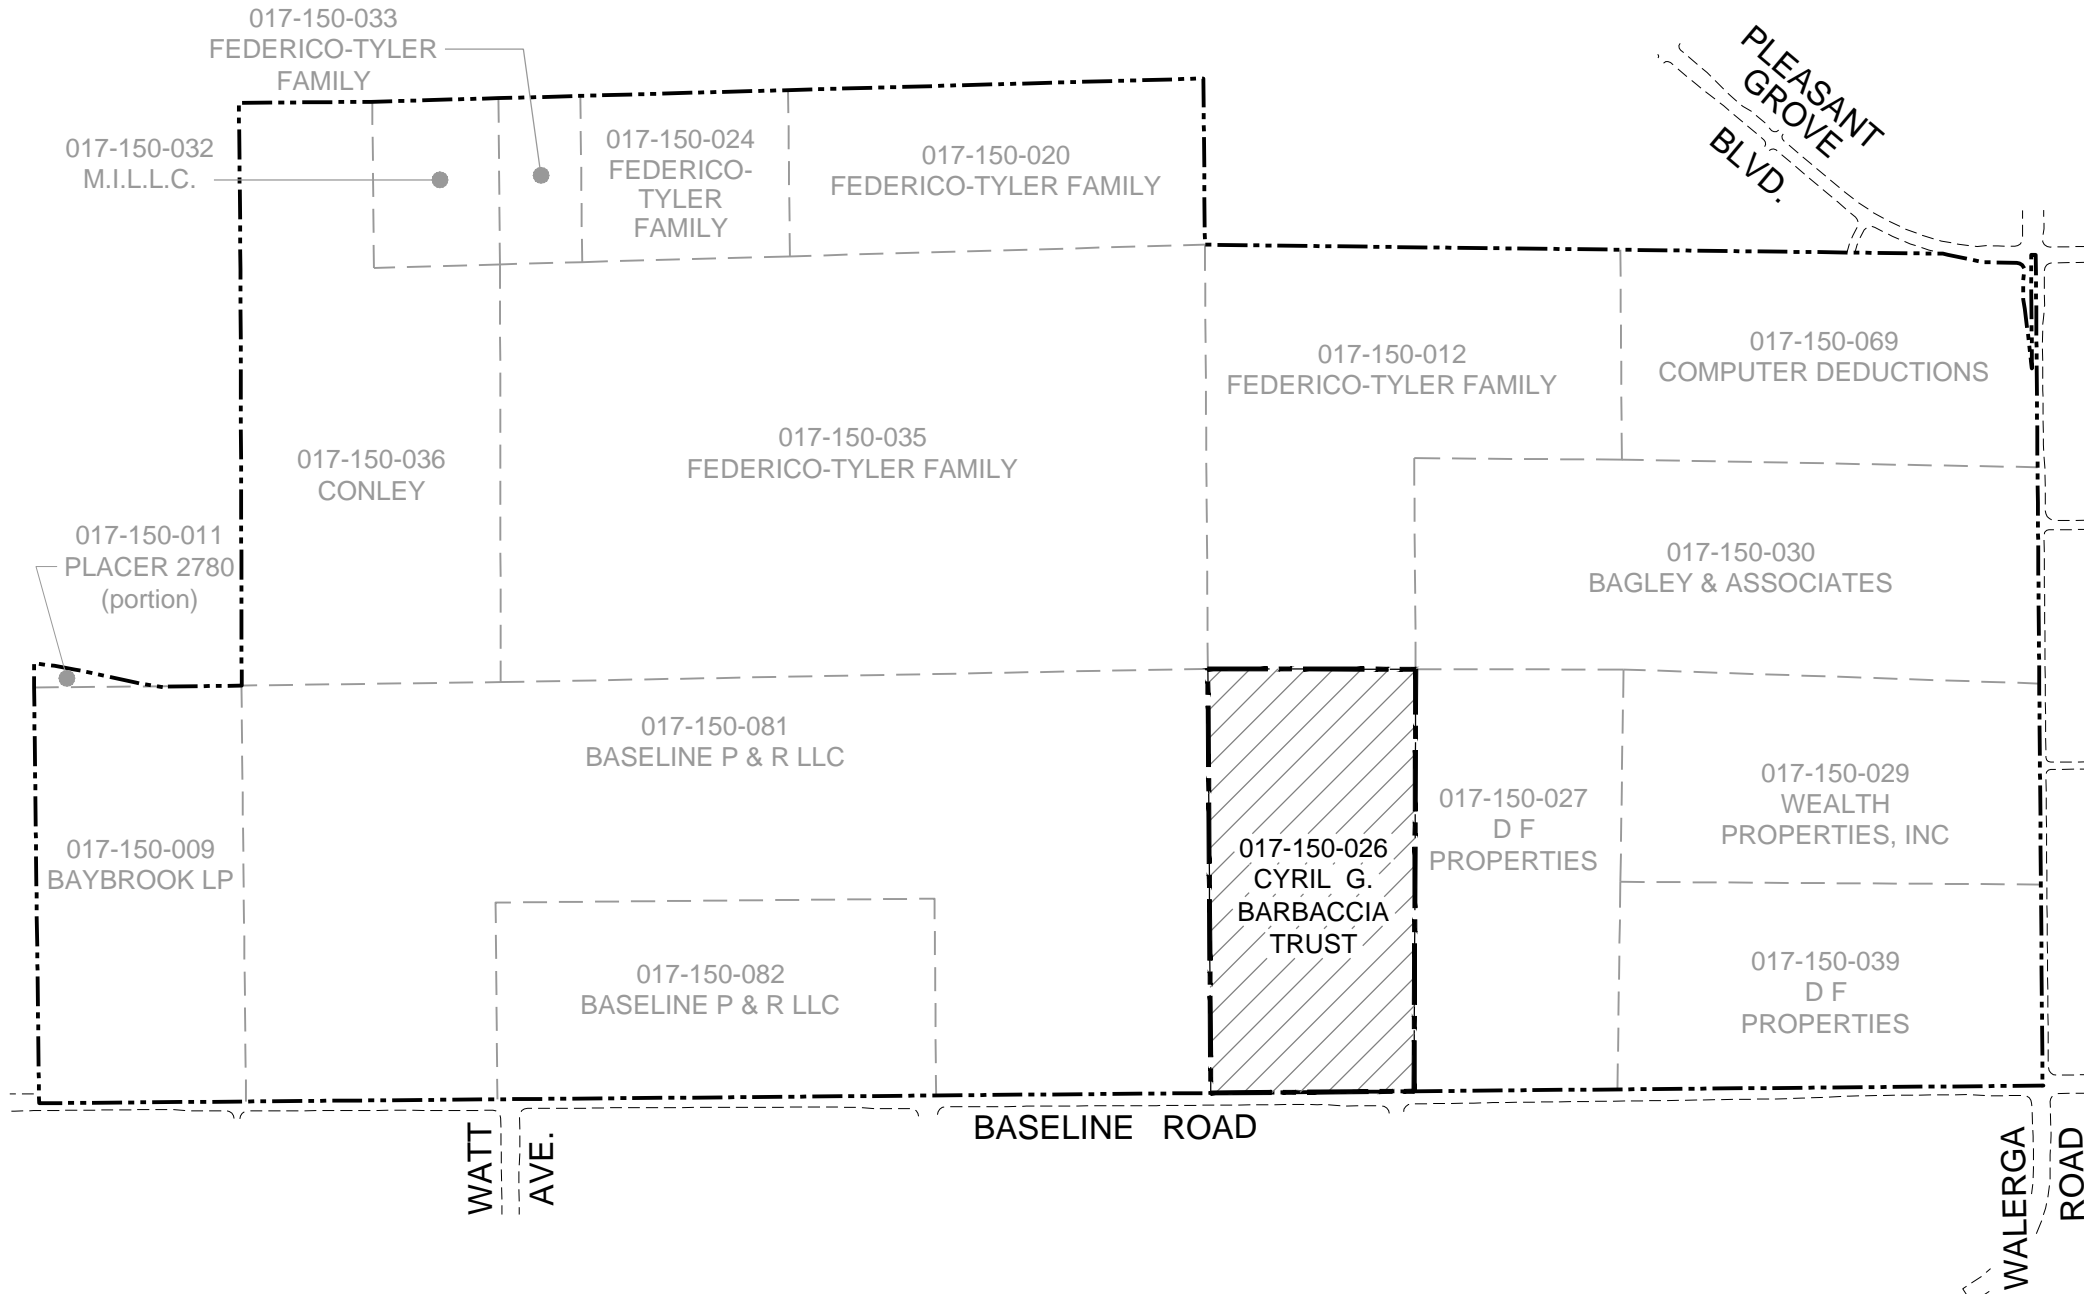 017-150-033
FEDERICO-TYLER
FAMILY
PLEASANT
GROVE
BLVD.
017-150-032
M.I.L.L.C.
017-150-024
FEDERICO-
TYLER
FAMILY
017-150-020
FEDERICO-TYLER FAMILY
017-150-012
FEDERICO-TYLER FAMILY
017-150-069
COMPUTER DEDUCTIONS
017-150-036
CONLEY
017-150-035
FEDERICO-TYLER FAMILY
017-150-011
PLACER 2780
(portion)
017-150-030
BAGLEY & ASSOCIATES
017-150-081
BASELINE P & R LLC
017-150-009
BAYBROOK LP
017-150-026
CYRIL G.
BARBACCIA
TRUST
017-150-027
D F
PROPERTIES
017-150-029
WEALTH
PROPERTIES, INC
017-150-082
BASELINE P & R LLC
017-150-039
D F
PROPERTIES
BASELINE ROAD
WATT
AVE.
WALERGA
ROAD